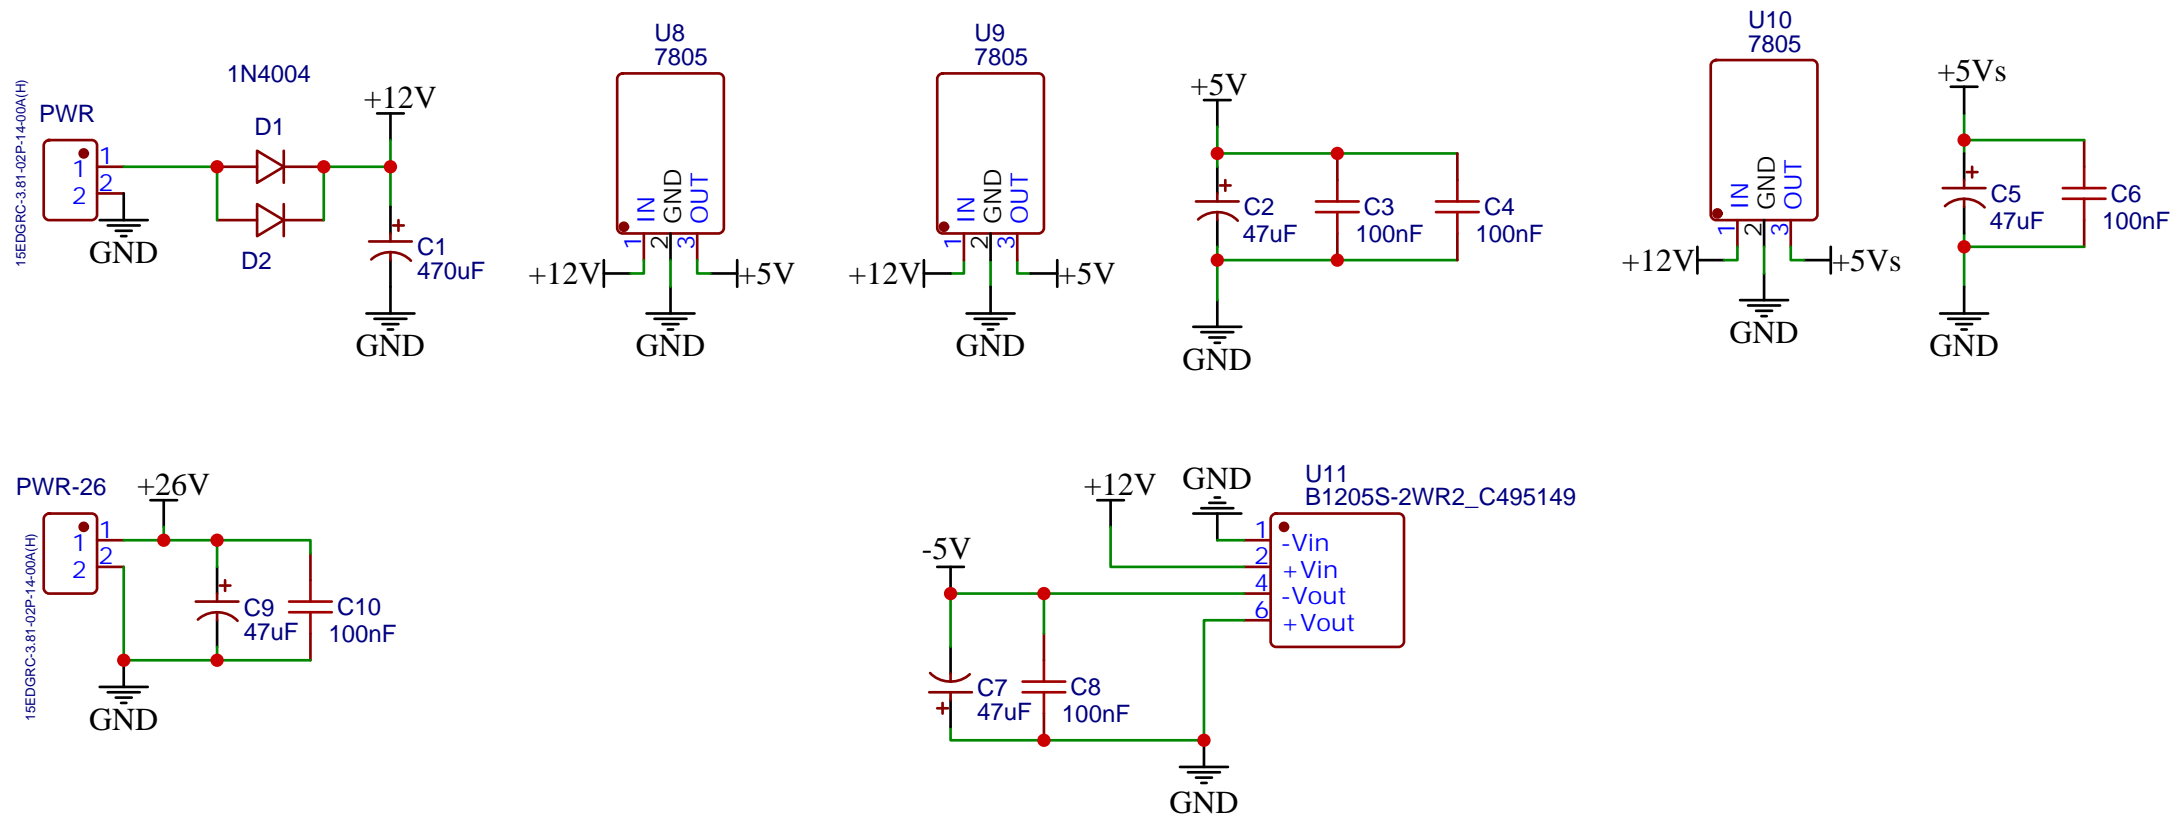 15EDGRC-3.81-02P-14-00A(H)
PWR
1
2
1
2
GND
1N4004
D1
D2
+12V
C1
470uF
GND
U8
7805
IN
GND
OUT
1
2
3
+12V
+5V
GND
U9
7805
IN
GND
OUT
1
2
3
+12V
+5V
GND
+5V
C2
47uF
C3
100nF
C4
100nF
GND
U10
7805
IN
GND
OUT
1
2
3
+12V
+5Vs
GND
+5Vs
C5
47uF
C6
100nF
GND
PWR-26
15EDGRC-3.81-02P-14-00A(H)
1
2
1
2
+26V
C9
47uF
C10
100nF
GND
+12V
GND
U11
B1205S-2WR2_C495149
1
-Vin
2
+Vin
4
-Vout
6
+Vout
-5V
C7
47uF
C8
100nF
GND